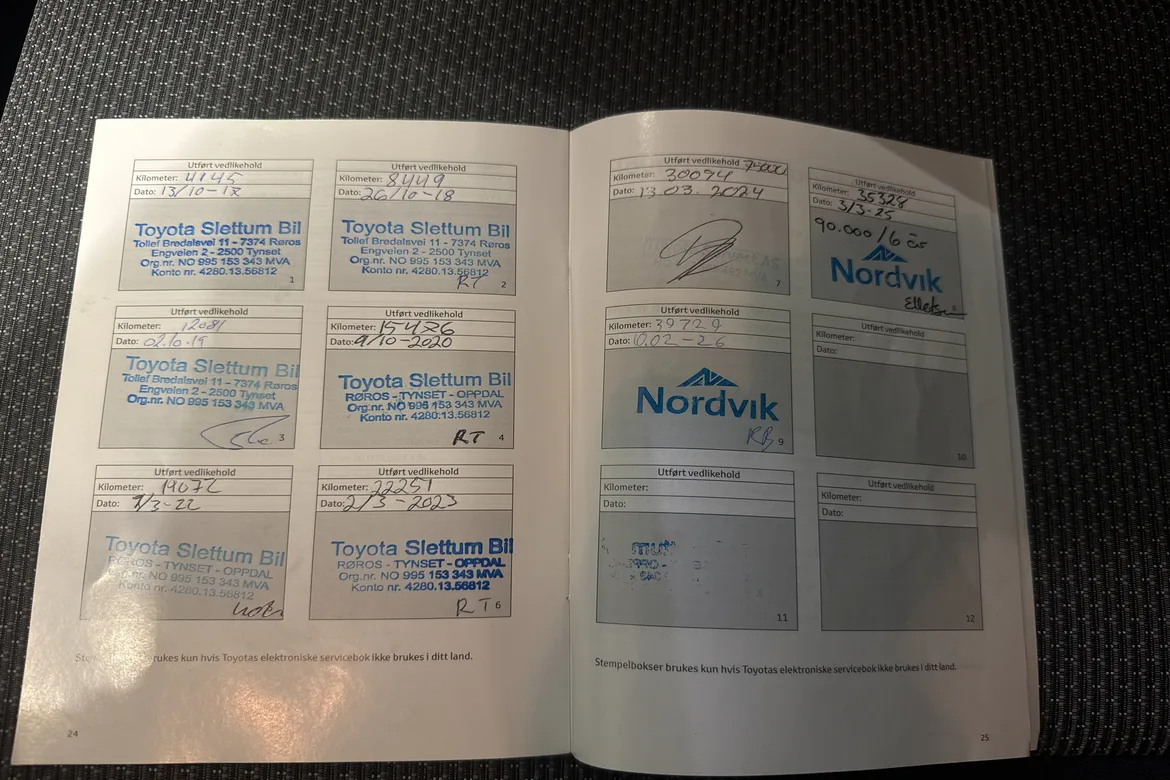 Utført vedlikehold
Kilometer: 4145
Dato: 13/10-17
Toyota Slettum Bil
Tollef Bredalsvei 11 - 7374 Røros
Engveien 2 - 2500 Tynset
Org.nr. NO 995 153 343 MVA
Konto nr. 4280.13.56812
1
Utført vedlikehold
Kilometer: 8449
Dato: 26/10-18
Toyota Slettum Bil
Tollef Bredalsvei 11 - 7374 Røros
Engveien 2 - 2500 Tynset
Org.nr. NO 995 153 343 MVA
Konto nr. 4280.13.56812
RT
2
Utført vedlikehold
Kilometer: 12081
Dato: 02.10.19
Toyota Slettum Bil
Tollef Bredalsvei 11 - 7374 Røros
Engveien 2 - 2500 Tynset
Org.nr. NO 995 153 343 MVA
3
Utført vedlikehold
Kilometer: 15476
Dato: 9/10-2020
Toyota Slettum Bil
RØROS - TYNSET - OPPDAL
Org.nr. NO 995 153 343 MVA
Konto nr. 4280.13.56812
RT 4
Utført vedlikehold
Kilometer: 19072
Dato: /3-22
Toyota Slettum Bil
RØROS - TYNSET - OPPDAL
Org.nr. NO 995 153 343 MVA
Konto nr. 4280.13.56812
Utført vedlikehold
Kilometer: 22251
Dato: 2/3-2023
Toyota Slettum Bil
RØROS - TYNSET - OPPDAL
Org.nr. NO 995 153 343 MVA
Konto nr. 4280.13.56812
RT 6
brukes kun hvis Toyotas elektroniske servicebok ikke brukes i ditt land.
24
Utført vedlikehold
Kilometer: 30094
Dato: 13.03.2024
7
Utført vedlikehold
Kilometer: 35328
Dato: 3/3-25
90.000/6 år
Nordvik
Utført vedlikehold
Kilometer: 39729
Dato: 10.02-26
Nordvik
RB 9
Utført vedlikehold
Kilometer:
Dato:
10
Utført vedlikehold
Kilometer:
Dato:
11
Utført vedlikehold
Kilometer:
Dato:
12
Stempelbokser brukes kun hvis Toyotas elektroniske servicebok ikke brukes i ditt land.
25